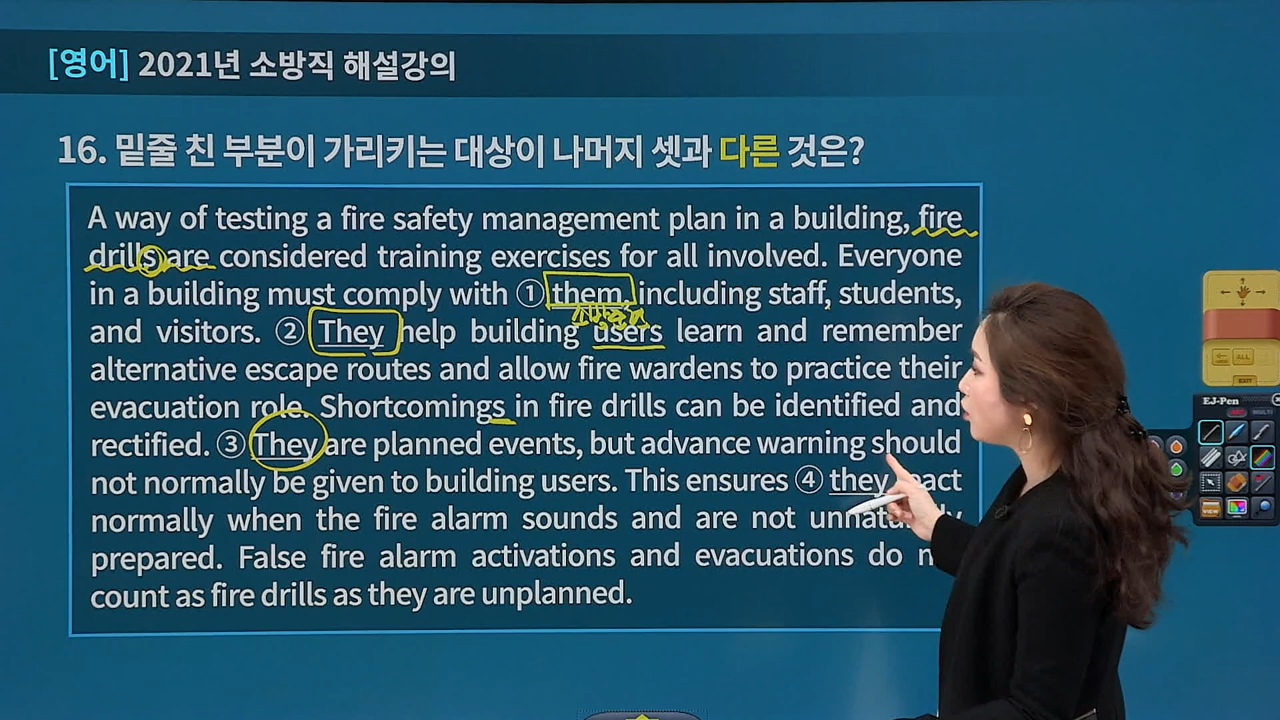 [영어] 2021년 소방직 해설강의
16. 밑줄 친 부분이 가리키는 대상이 나머지 셋과 다른 것은?
A way of testing a fire safety management plan in a building, fire
drills are considered training exercises for all involved. Everyone
in a building must comply with ① them, including staff, students,
and visitors. ② They help building users learn and remember
alternative escape routes and allow fire wardens to practice their
evacuation role. Shortcomings in fire drills can be identified and
rectified. ③ They are planned events, but advance warning should
not normally be given to building users. This ensures ④ they
normally when the fire alarm sounds and are not unnaturally
prepared. False fire alarm activations and evacuations do
count as fire drills as they are unplanned.
EJ-Pen
ALL